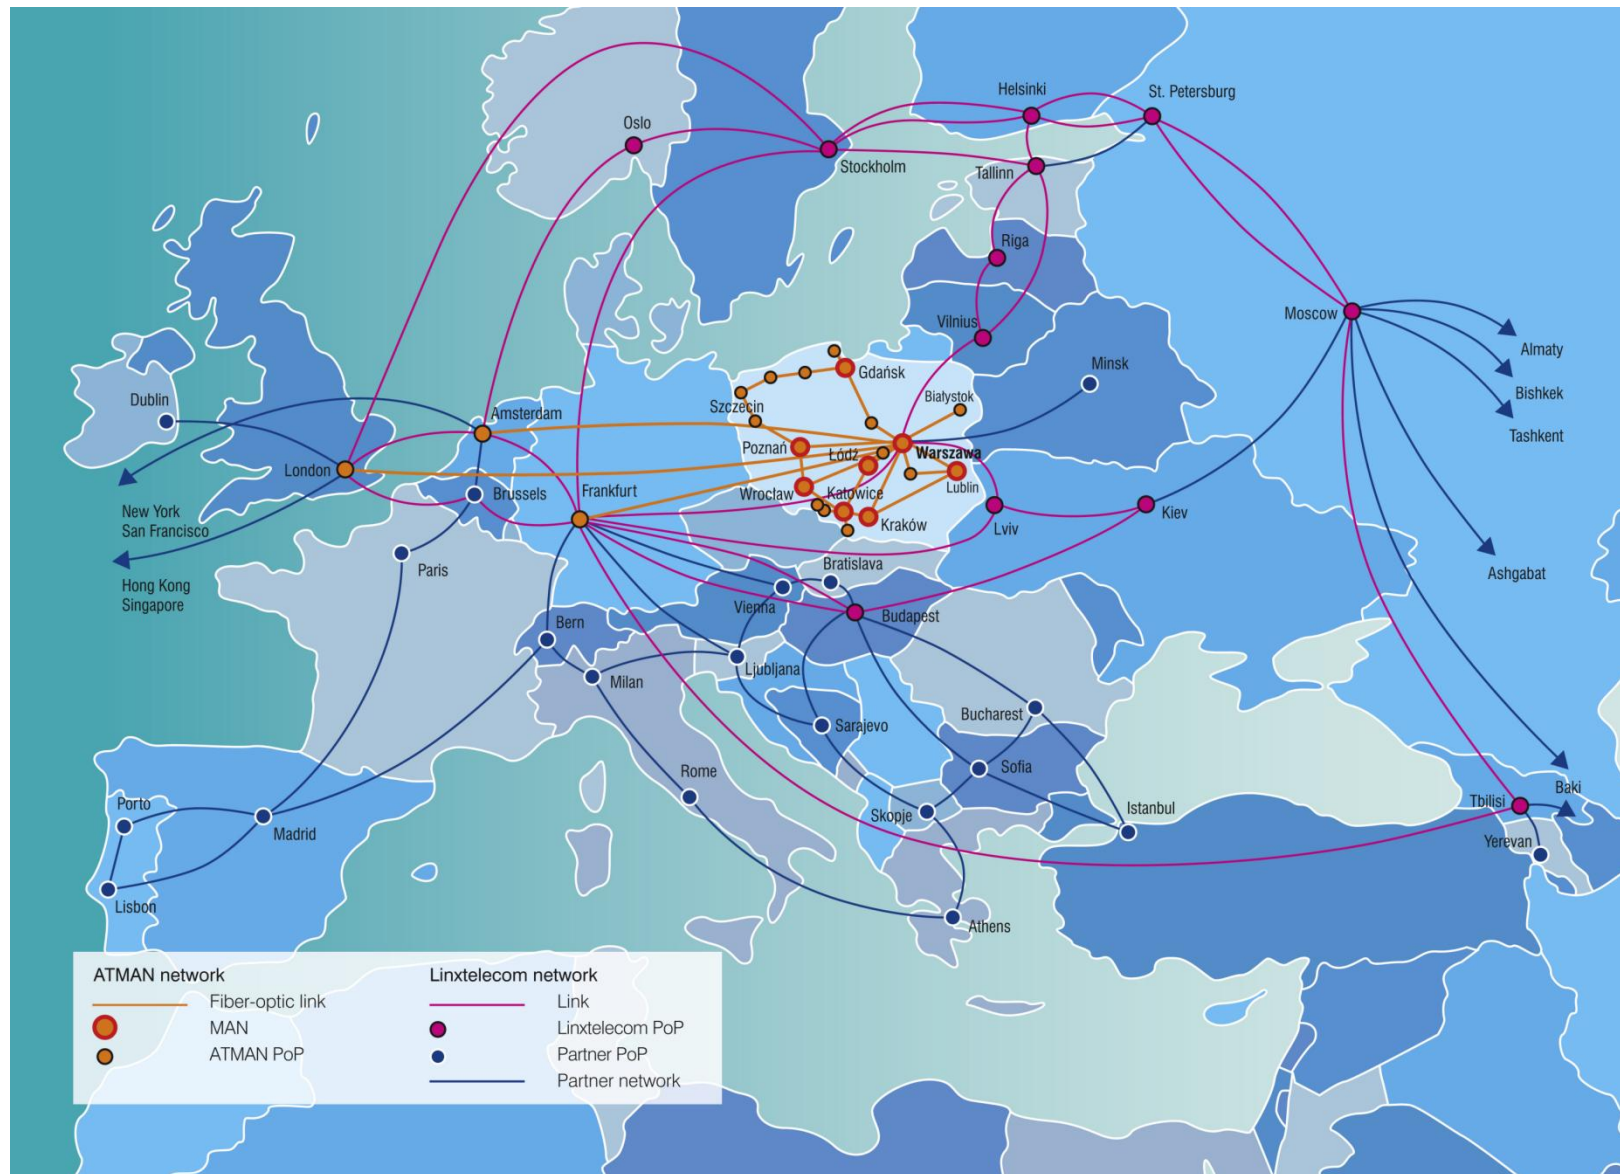 Helsinki
St. Petersburg
Oslo
Stockholm
Tallinn
Riga
Moscow
Vilnius
Almaty
Gdańsk
Minsk
Bishkek
Dublin
Szczecin
Białystok
Amsterdam
Tashkent
Poznań
Łódź
Warszawa
London
Frankfurt
Brussels
Wrocław
Katowice
Lublin
New York
San Francisco
Kraków
Lviv
Kiev
Paris
Bratislava
Ashgabat
Hong Kong
Singapore
Vienna
Bern
Budapest
Ljubljana
Milan
Bucharest
Sarajevo
Rome
Sofia
Baki
Porto
Tbilisi
Istanbul
Skopje
Madrid
Yerevan
Lisbon
Athens
ATMAN network
Fiber-optic link
MAN
ATMAN PoP
Linxtelecom network
Link
Linxtelecom PoP
Partner PoP
Partner network